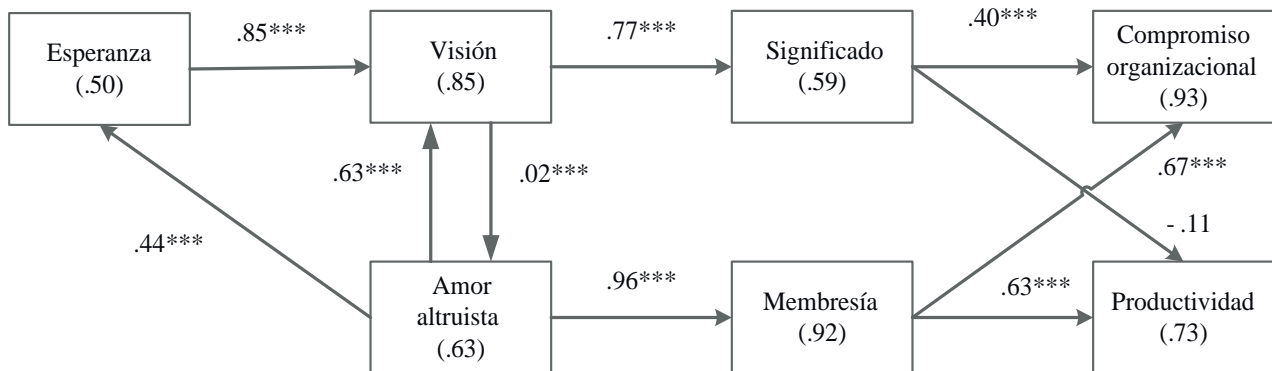 Esperanza
(.50)
.85***
Visión
(.85)
.77***
Significado
(.59)
.40***
Compromiso
organizacional
(.93)
.44***
.63***
.02***
.67***
- .11
Amor
altruista
(.63)
.96***
Membresía
(.92)
.63***
Productividad
(.73)